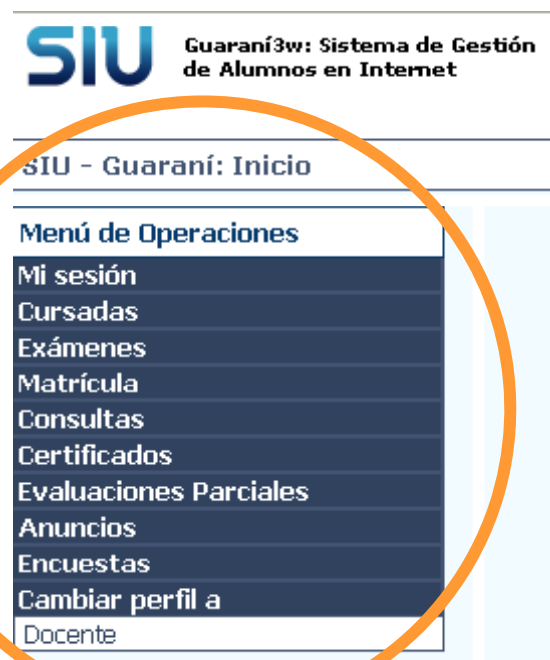 SIU
Guaraní3w: Sistema de Gestión
de Alumnos en Internet
SIU - Guaraní: Inicio
Menú de Operaciones
Mi sesión
Cursadas
Exámenes
Matrícula
Consultas
Certificados
Evaluaciones Parciales
Anuncios
Encuestas
Cambiar perfil a
Docente